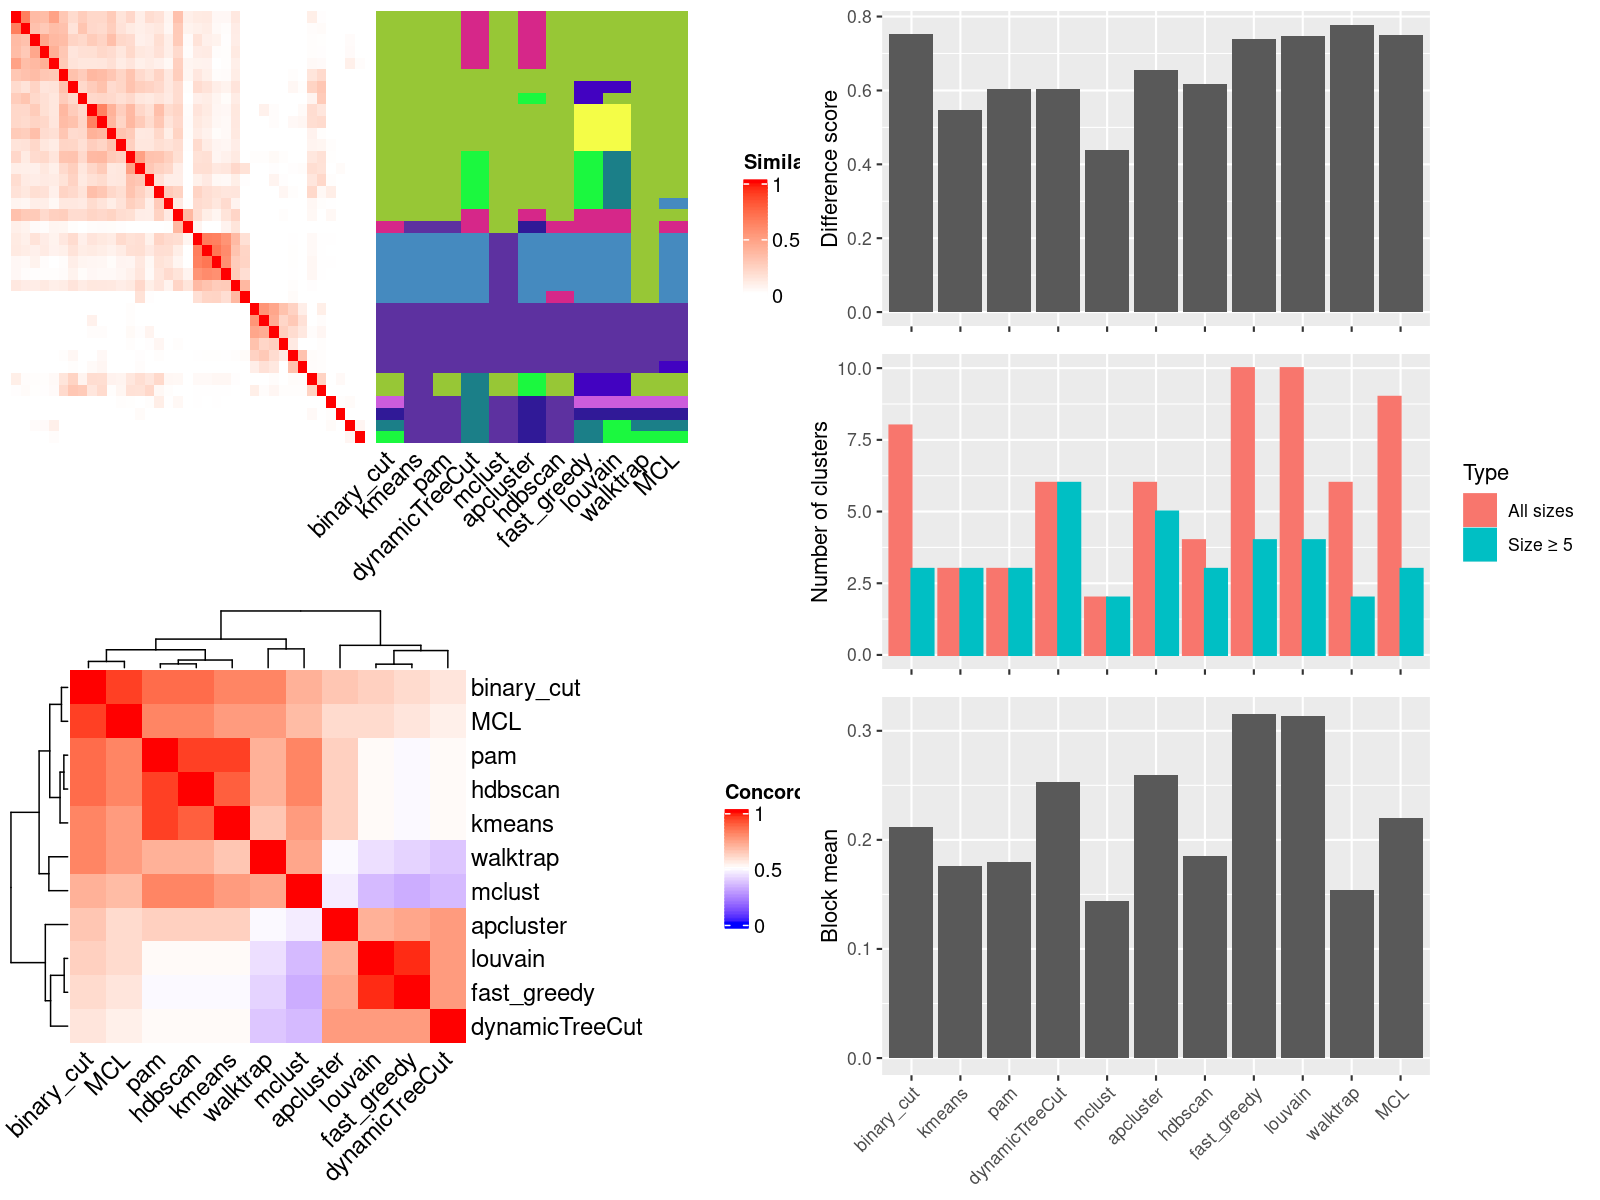 Simila
1
0.5
0
binary_cut
kmeans
pam
dynamicTreeCut
mclust
apcluster
hdbscan
fast_greedy
louvain
walktrap
MCL
binary_cut
MCL
pam
hdbscan
kmeans
walktrap
mclust
apcluster
louvain
fast_greedy
dynamicTreeCut
binary_cut
MCL
pam
hdbscan
kmeans
walktrap
mclust
apcluster
louvain
fast_greedy
dynamicTreeCut
Concord
1
0.5
0
Difference score
0.8
0.6
0.4
0.2
0.0
Number of clusters
10.0
7.5
5.0
2.5
0.0
Type
All sizes
Size ≥ 5
Block mean
0.3
0.2
0.1
0.0
binary_cut
kmeans
pam
dynamicTreeCut
mclust
apcluster
hdbscan
fast_greedy
louvain
walktrap
MCL